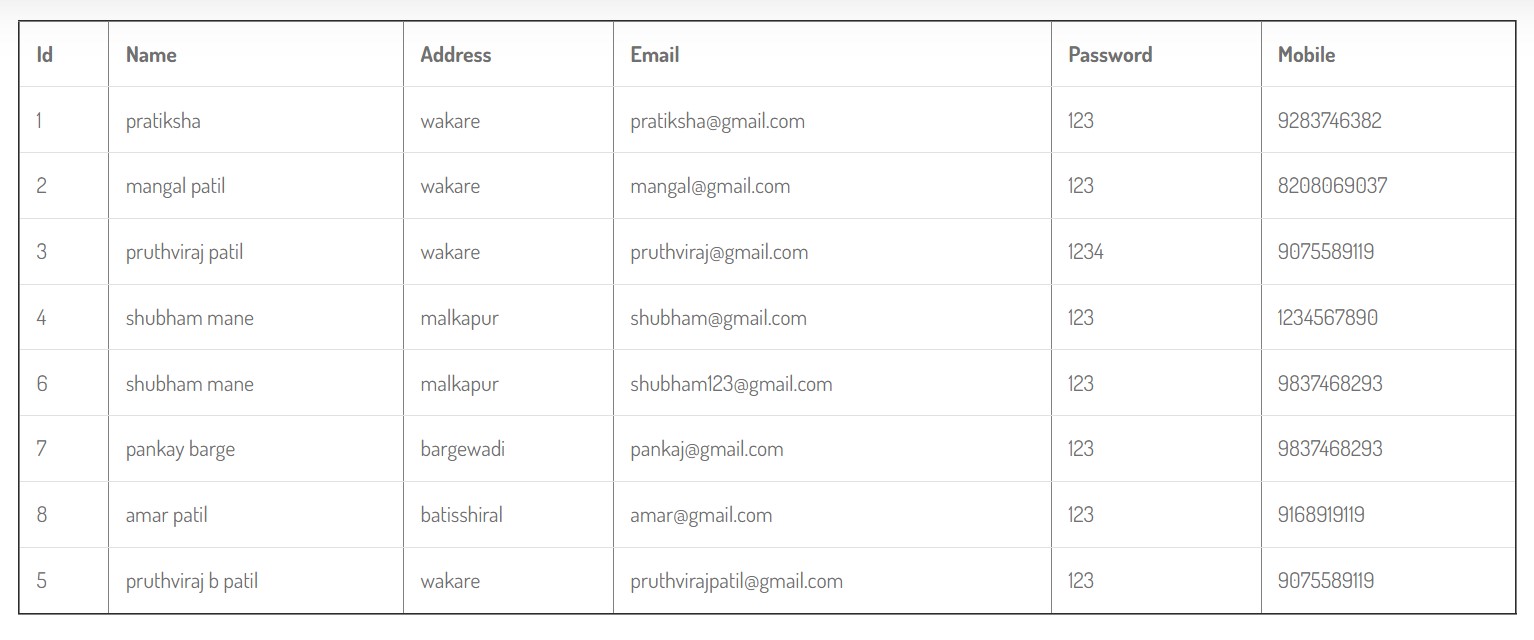 Id Name Address Email Password Mobile
1 pratiksha wakare pratiksha@gmail.com 123 9283746382
2 mangal patil wakare mangal@gmail.com 123 8208069037
3 pruthviraj patil wakare pruthviraj@gmail.com 1234 9075589119
4 shubham mane malkapur shubham@gmail.com 123 1234567890
6 shubham mane malkapur shubham123@gmail.com 123 9837468293
7 pankay barge bargewadi pankaj@gmail.com 123 9837468293
8 amar patil batisshiral amar@gmail.com 123 9168919119
5 pruthviraj b patil wakare pruthvirajpatil@gmail.com 123 9075589119